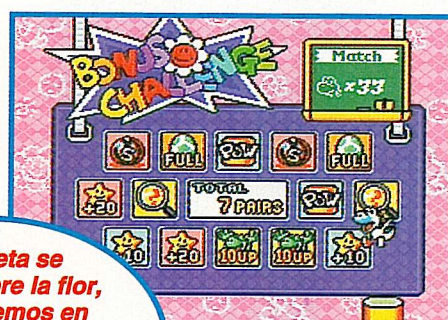 BONUS
CHALLENGE
Match
×33
S FULL POW S FULL
+20 TOTAL POW
7 PAIRS
+10 +20 10UP 10UP +10
eta se
re la flor,
emos en